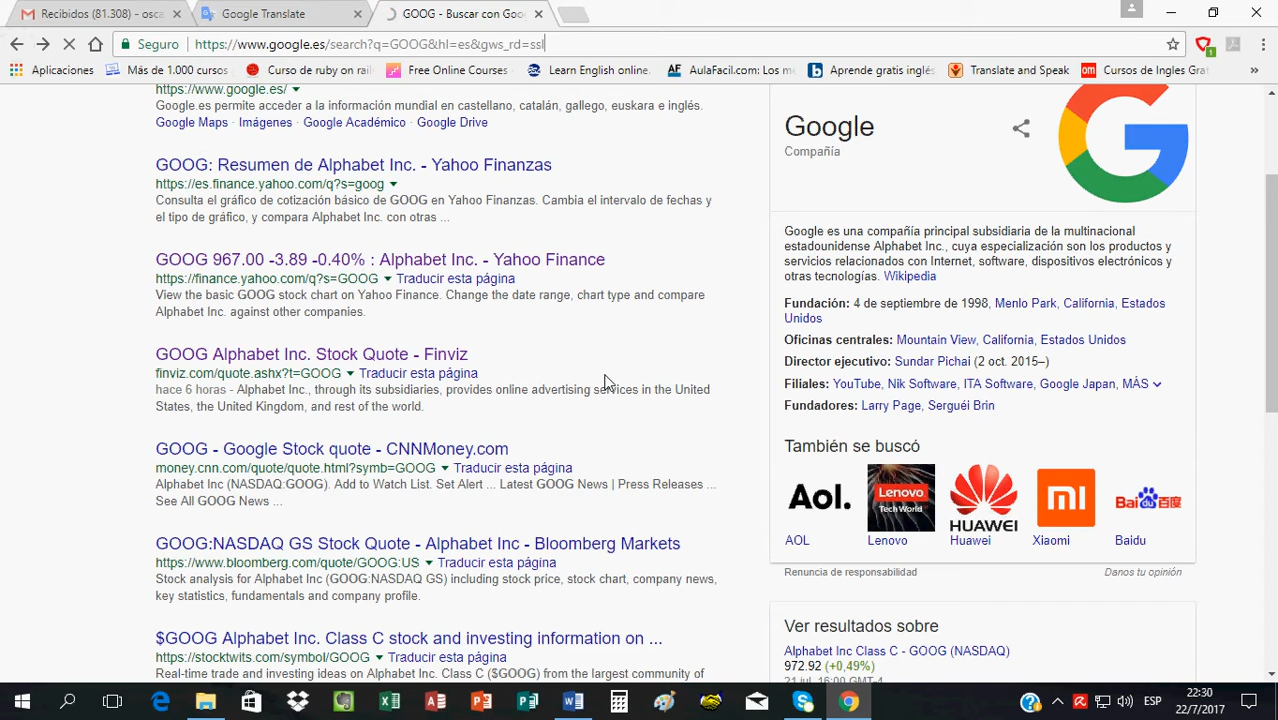 Recibidos (81.308) – osca
Google Translate
GOOG - Buscar con Goo
Seguro
https://www.google.es/search?q=GOOG&hl=es&gws_rd=ssl
1
Aplicaciones
Más de 1.000 cursos
Curso de ruby on rail
Free Online Courses
Learn English online.
AF AulaFacil.com: Los me
b Aprende gratis inglé
Translate and Speak
om Cursos de Ingles Grat
»
https://www.google.es/
Google.es permite acceder a la información mundial en castellano, catalán, gallego, euskara e inglés.
Google Maps · Imágenes · Google Académico · Google Drive
GOOG: Resumen de Alphabet Inc. - Yahoo Finanzas
https://es.finance.yahoo.com/q?s=goog
Consulta el gráfico de cotización básico de GOOG en Yahoo Finanzas. Cambia el intervalo de fechas y
el tipo de gráfico, y compara Alphabet Inc. con otras ...
GOOG 967.00 -3.89 -0.40% : Alphabet Inc. - Yahoo Finance
https://finance.yahoo.com/q?s=GOOG Traducir esta página
View the basic GOOG stock chart on Yahoo Finance. Change the date range, chart type and compare
Alphabet Inc. against other companies.
GOOG Alphabet Inc. Stock Quote - Finviz
finviz.com/quote.ashx?t=GOOG Traducir esta página
hace 6 horas - Alphabet Inc., through its subsidiaries, provides online advertising services in the United
States, the United Kingdom, and rest of the world.
GOOG - Google Stock quote - CNNMoney.com
money.cnn.com/quote/quote.html?symb=GOOG Traducir esta página
Alphabet Inc (NASDAQ:GOOG). Add to Watch List. Set Alert ... Latest GOOG News | Press Releases ...
See All GOOG News ...
GOOG:NASDAQ GS Stock Quote - Alphabet Inc - Bloomberg Markets
https://www.bloomberg.com/quote/GOOG:US Traducir esta página
Stock analysis for Alphabet Inc (GOOG:NASDAQ GS) including stock price, stock chart, company news,
key statistics, fundamentals and company profile.
$GOOG Alphabet Inc. Class C stock and investing information on ...
https://stocktwits.com/symbol/GOOG Traducir esta página
Real-time trade and investing ideas on Alphabet Inc. Class C ($GOOG) from the largest community of
Google
Compañía
Google es una compañía principal subsidiaria de la multinacional
estadounidense Alphabet Inc., cuya especialización son los productos y
servicios relacionados con Internet, software, dispositivos electrónicos y
otras tecnologías. Wikipedia
Fundación: 4 de septiembre de 1998, Menlo Park, California, Estados
Unidos
Oficinas centrales: Mountain View, California, Estados Unidos
Director ejecutivo: Sundar Pichai (2 oct. 2015–)
Filiales: YouTube, Nik Software, ITA Software, Google Japan, MÁS
Fundadores: Larry Page, Serguéi Brin
También se buscó
Aol.
Lenovo
TechWorld
HUAWEI
mi
Bai du 百度
AOL
Lenovo
Huawei
Xiaomi
Baidu
Renuncia de responsabilidad
Danos tu opinión
Ver resultados sobre
Alphabet Inc Class C - GOOG (NASDAQ)
972.92 (+0,49%)
21 jul. 16:00 GMT-4
ESP
22:30
22/7/2017